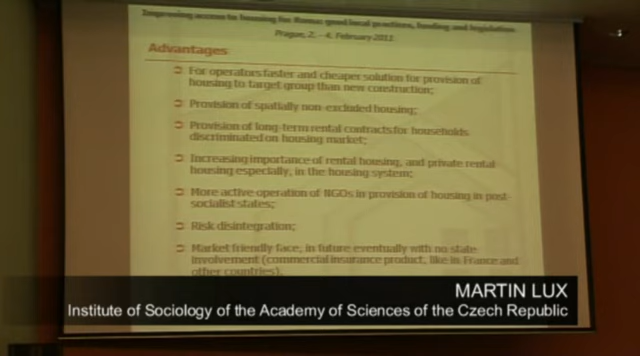 Improving access to housing for Roma: good local practices, funding and legislation
Prague, 2. - 4. February 2011
Advantages
For operators faster and cheaper solution for provision of
housing to target group than new construction;
Provision of spatially non-excluded housing;
Provision of long-term rental contracts for households
discriminated on housing market;
Increasing importance of rental housing, and private rental
housing especially, in the housing system;
More active operation of NGOs in provision of housing in post-
socialist states;
Risk disintegration;
Market friendly face, in future eventually with no state
involvement (commercial insurance product, like in France and
other countries).
MARTIN LUX
Institute of Sociology of the Academy of Sciences of the Czech Republic